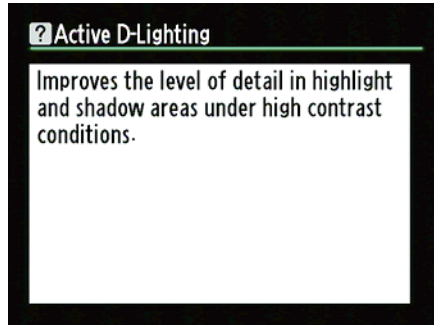 ? Active D-Lighting
Improves the level of detail in highlight
and shadow areas under high contrast
conditions.